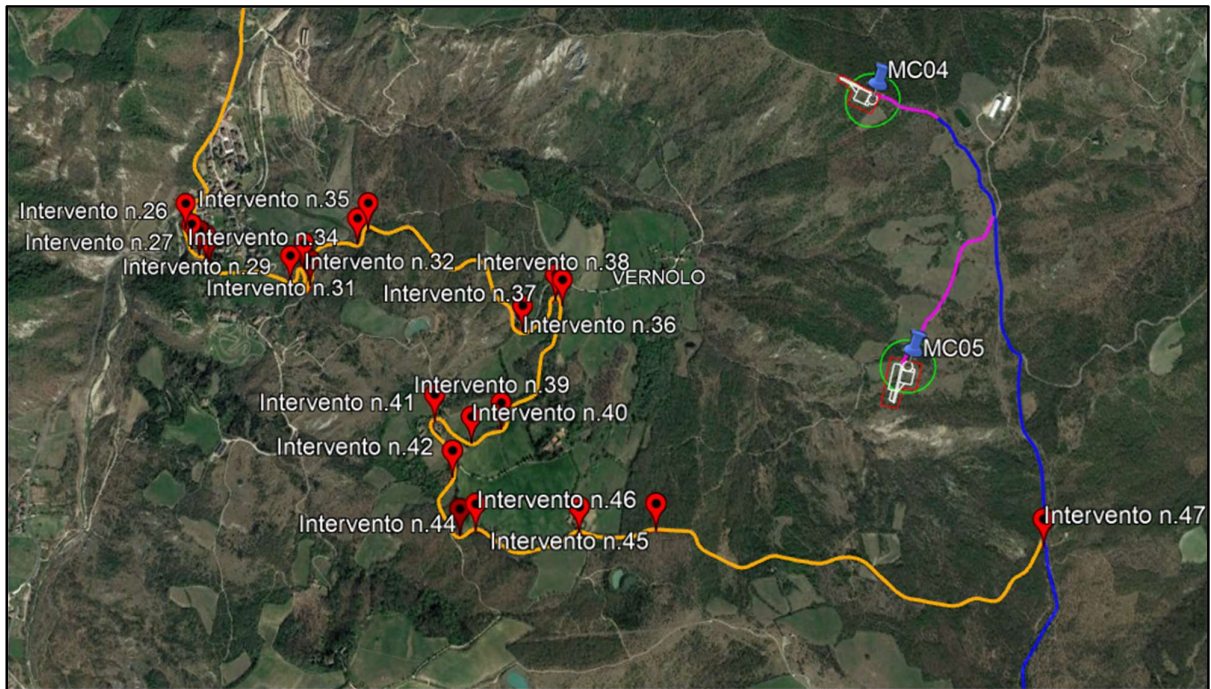 MC04
Intervento n.35
Intervento n.26
Intervento n.34
Intervento n.27
Intervento n.29
Intervento n.32
Intervento n.38
VERNOLO
Intervento n.31
Intervento n.37
Intervento n.36
MC05
Intervento n.39
Intervento n.41
Intervento n.40
Intervento n.42
Intervento n.46
Intervento n.47
Intervento n.44
Intervento n.45